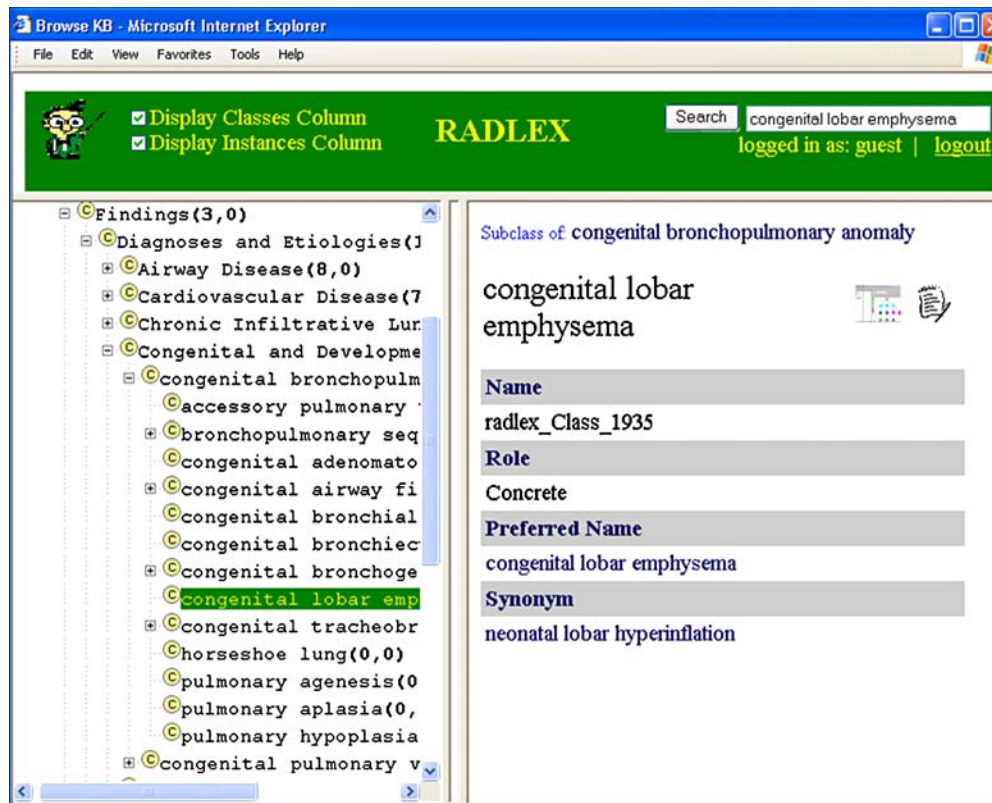 Browse KB - Microsoft Internet Explorer
File Edit View Favorites Tools Help
Display Classes Column
Display Instances Column
RADLEX
Search congenital lobar emphysema
logged in as: guest | logout
Findings(3,0)
Diagnoses and Etiologies(1
Airway Disease(8,0)
Cardiovascular Disease(7
Chronic Infiltrative Lun
Congenital and Developme
congenital bronchopulm
accessory pulmonary
bronchopulmonary seq
congenital adenomato
congenital airway fi
congenital bronchial
congenital bronchiec
congenital bronchoge
congenital lobar emp
congenital tracheobr
horseshoe lung(0,0)
pulmonary agenesis(0
pulmonary aplasia(0,
pulmonary hypoplasia
congenital pulmonary v
Subclass of: congenital bronchopulmonary anomaly
congenital lobar
emphysema
Name
radlex_Class_1935
Role
Concrete
Preferred Name
congenital lobar emphysema
Synonym
neonatal lobar hyperinflation